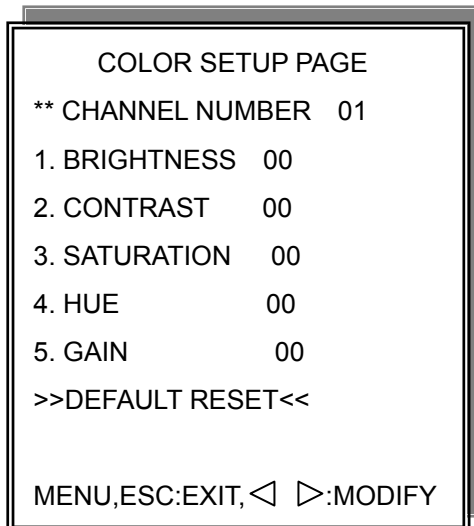 COLOR SETUP PAGE
** CHANNEL NUMBER 01
1. BRIGHTNESS 00
2. CONTRAST 00
3. SATURATION 00
4. HUE 00
5. GAIN 00
>>DEFAULT RESET<<
MENU,ESC:EXIT,◁ ▷:MODIFY